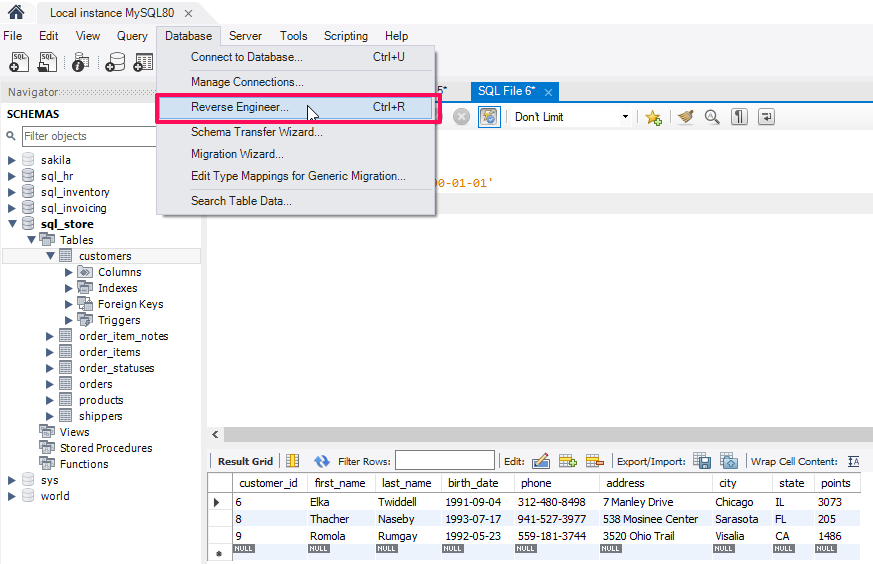 Local instance MySQL80
File Edit View Query Database Server Tools Scripting Help
Connect to Database... Ctrl+U
Manage Connections...
Reverse Engineer... Ctrl+R
Schema Transfer Wizard...
Migration Wizard...
Edit Type Mappings for Generic Migration...
Search Table Data...
Navigator
SCHEMAS
Filter objects
sakila
sql_hr
sql_inventory
sql_invoicing
sql_store
Tables
customers
Columns
Indexes
Foreign Keys
Triggers
order_item_notes
order_items
order_statuses
orders
products
shippers
Views
Stored Procedures
Functions
sys
world
5* SQL File 6*
Don't Limit
0-01-01'
Result Grid Filter Rows: Edit: Export/Import: Wrap Cell Content:
customer_id first_name last_name birth_date phone address city state points
6 Elka Twiddell 1991-09-04 312-480-8498 7 Manley Drive Chicago IL 3073
8 Thacher Naseby 1993-07-17 941-527-3977 538 Mosinee Center Sarasota FL 205
9 Romola Rumgay 1992-05-23 559-181-3744 3520 Ohio Trail Visalia CA 1486
NULL NULL NULL NULL NULL NULL NULL NULL NULL